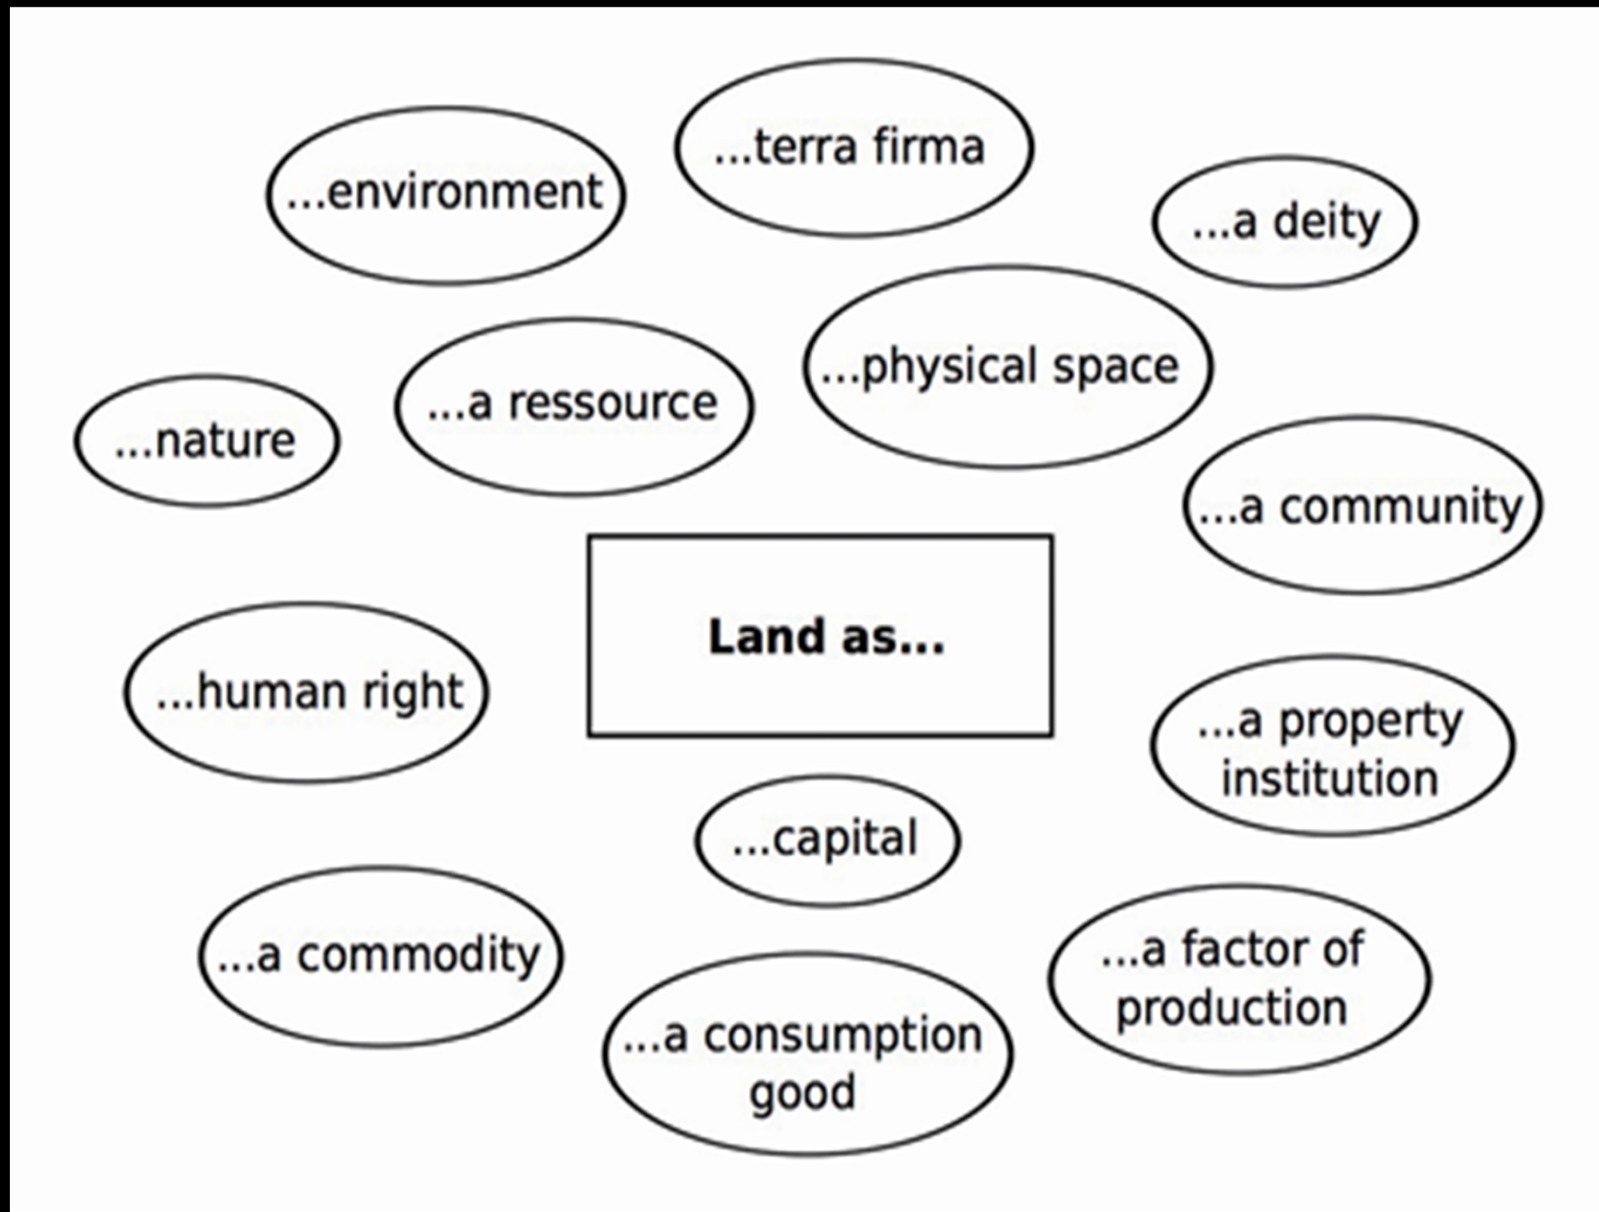 ...terra firma
...environment
...a deity
...physical space
...a ressource
...nature
...a community
Land as...
...human right
...a property
institution
...capital
...a commodity
...a factor of
production
...a consumption
good